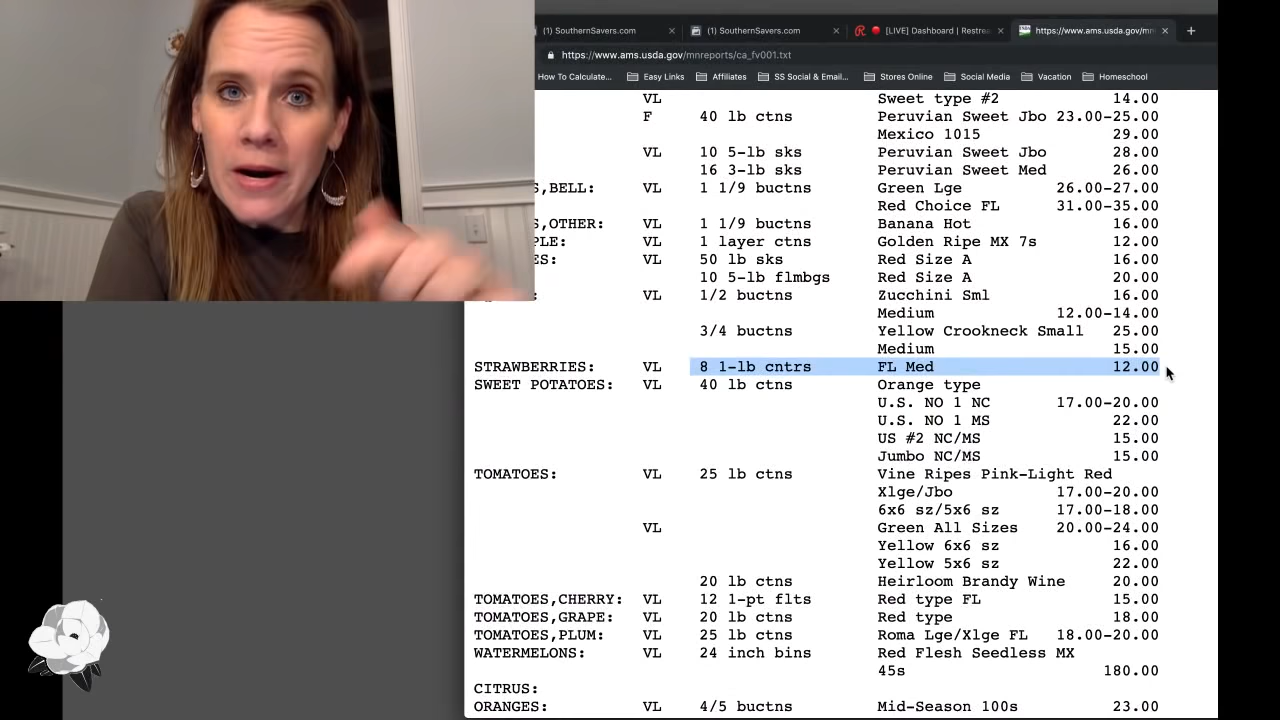 (1) SouthernSavers.com
(1) SouthernSavers.com
[LIVE] Dashboard | Restrea
https://www.ams.usda.gov/mn
https://www.ams.usda.gov/mnreports/ca_fv001.txt
How To Calculate...
Easy Links
Affiliates
SS Social & Email...
Stores Online
Social Media
Vacation
Homeschool
VL Sweet type #2 14.00
F 40 lb ctns Peruvian Sweet Jbo 23.00-25.00
Mexico 1015 29.00
VL 10 5-lb sks Peruvian Sweet Jbo 28.00
16 3-lb sks Peruvian Sweet Med 26.00
S,BELL: VL 1 1/9 buctns Green Lge 26.00-27.00
Red Choice FL 31.00-35.00
S,OTHER: VL 1 1/9 buctns Banana Hot 16.00
PLE: VL 1 layer ctns Golden Ripe MX 7s 12.00
ES: VL 50 lb sks Red Size A 16.00
10 5-lb flmbgs Red Size A 20.00
VL 1/2 buctns Zucchini Sml 16.00
Medium 12.00-14.00
3/4 buctns Yellow Crookneck Small 25.00
Medium 15.00
STRAWBERRIES: VL 8 1-lb cntrs FL Med 12.00
SWEET POTATOES: VL 40 lb ctns Orange type
U.S. NO 1 NC 17.00-20.00
U.S. NO 1 MS 22.00
US #2 NC/MS 15.00
Jumbo NC/MS 15.00
TOMATOES: VL 25 lb ctns Vine Ripes Pink-Light Red
Xlge/Jbo 17.00-20.00
6x6 sz/5x6 sz 17.00-18.00
VL Green All Sizes 20.00-24.00
Yellow 6x6 sz 16.00
Yellow 5x6 sz 22.00
20 lb ctns Heirloom Brandy Wine 20.00
TOMATOES,CHERRY: VL 12 1-pt flts Red type FL 15.00
TOMATOES,GRAPE: VL 20 lb ctns Red type 18.00
TOMATOES,PLUM: VL 25 lb ctns Roma Lge/Xlge FL 18.00-20.00
WATERMELONS: VL 24 inch bins Red Flesh Seedless MX
45s 180.00
CITRUS:
ORANGES: VL 4/5 buctns Mid-Season 100s 23.00